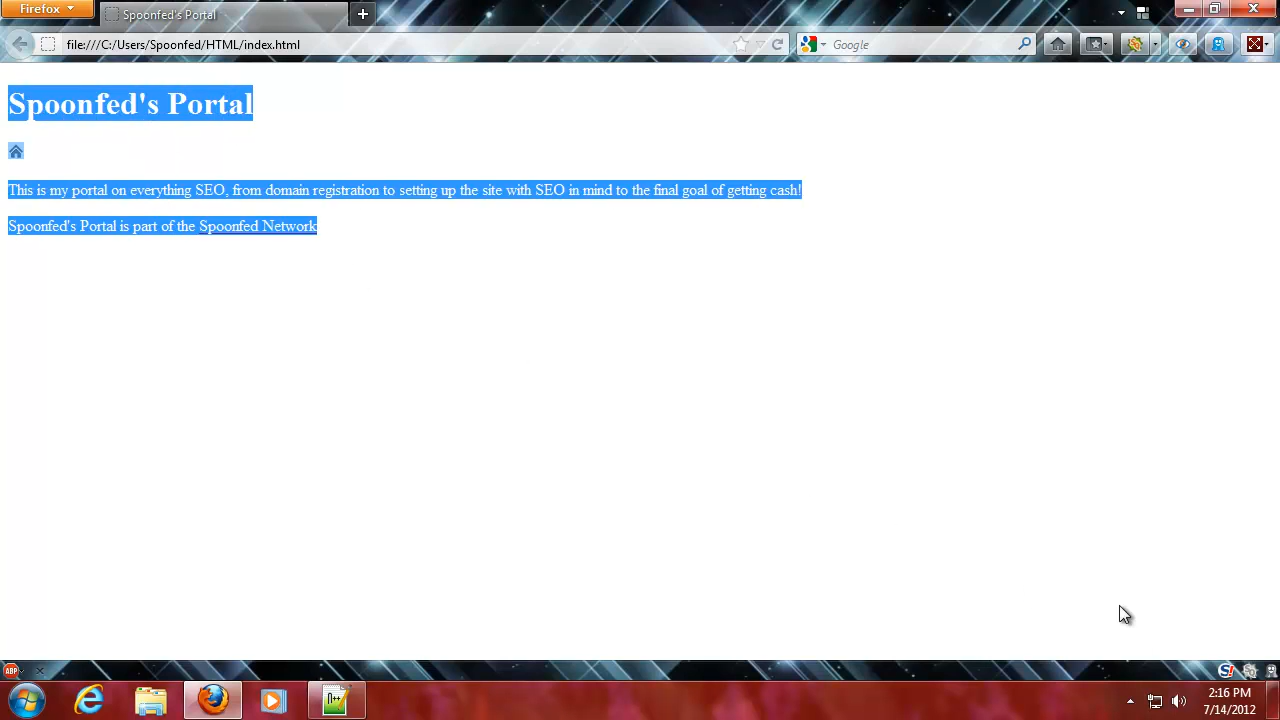 Firefox
Spoonfed's Portal
file:///C:/Users/Spoonfed/HTML/index.html
Google
Spoonfed's Portal
This is my portal on everything SEO, from domain registration to setting up the site with SEO in mind to the final goal of getting cash!
Spoonfed's Portal is part of the Spoonfed Network
ABP
S!
n++
2:16 PM
7/14/2012